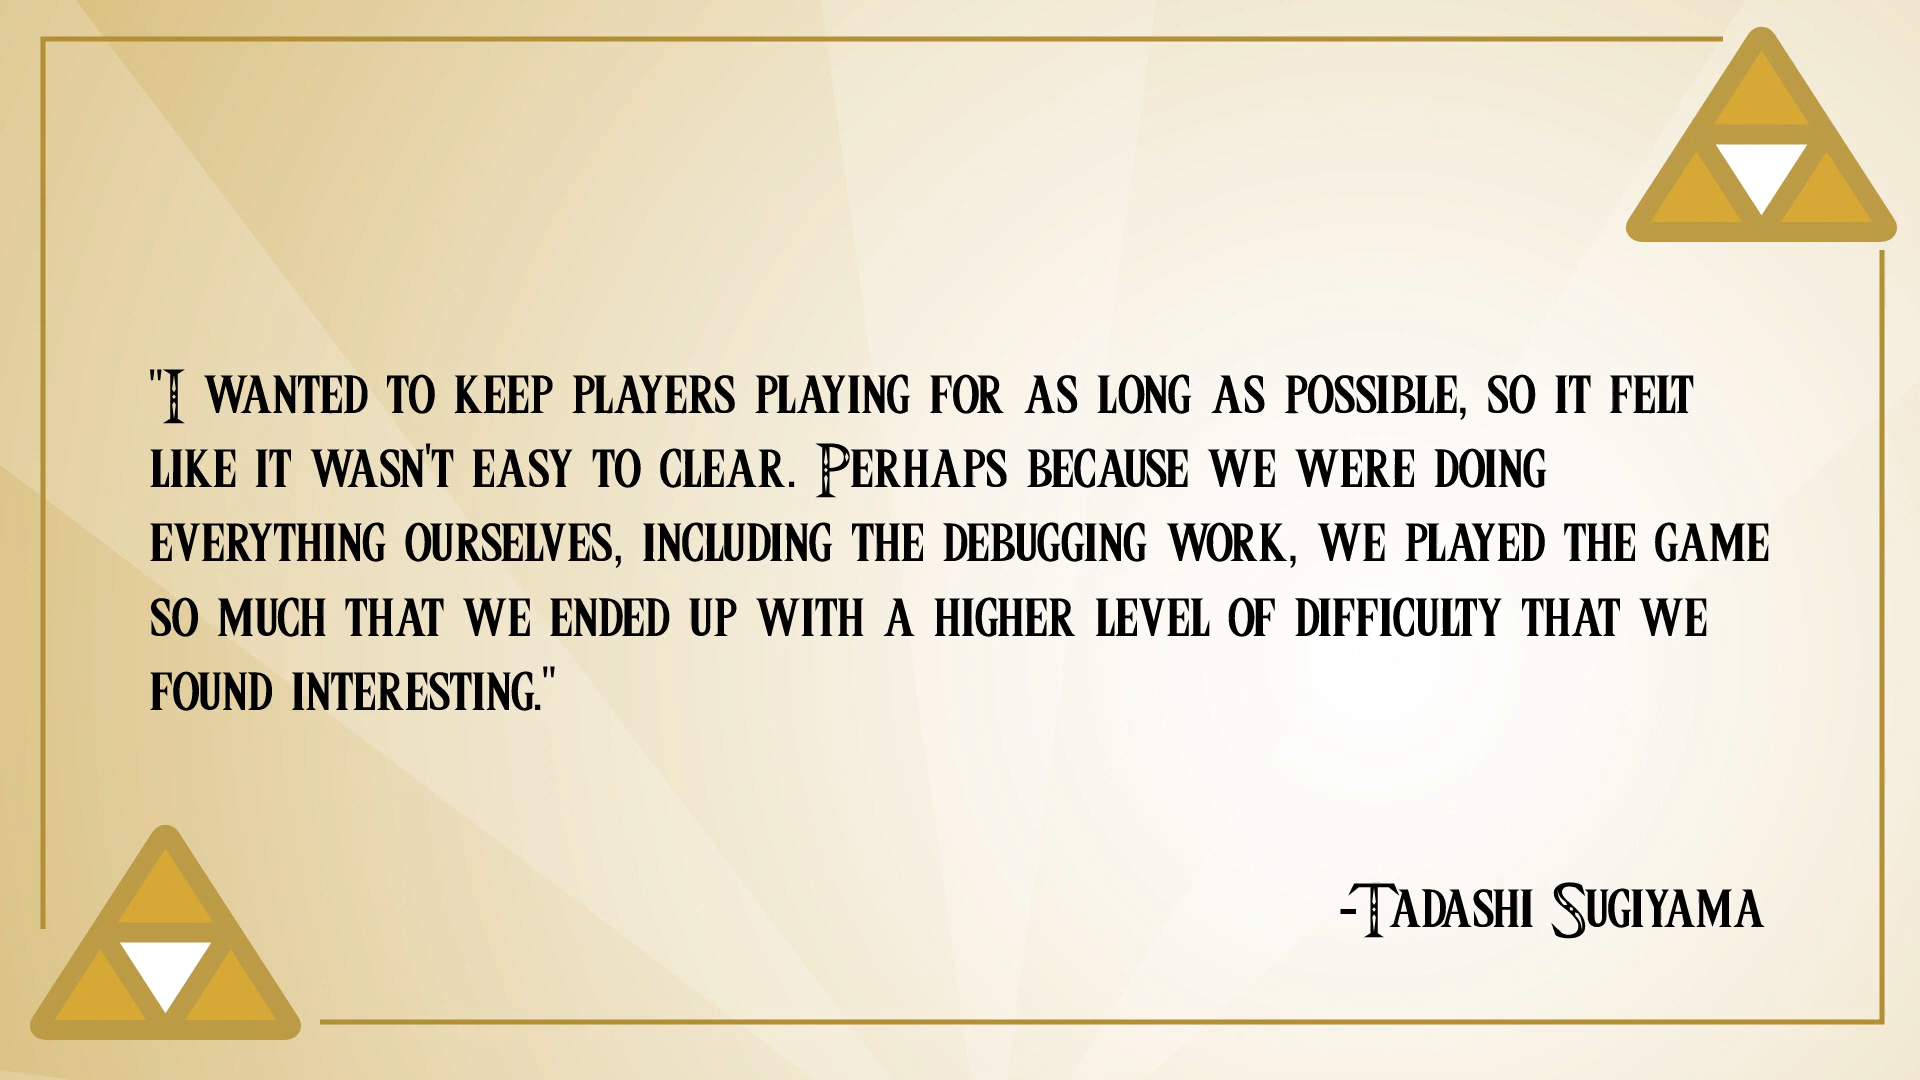 "I wanted to keep players playing for as long as possible, so it felt
like it wasn't easy to clear. Perhaps because we were doing
everything ourselves, including the debugging work, we played the game
so much that we ended up with a higher level of difficulty that we
found interesting."
-Tadashi Sugiyama